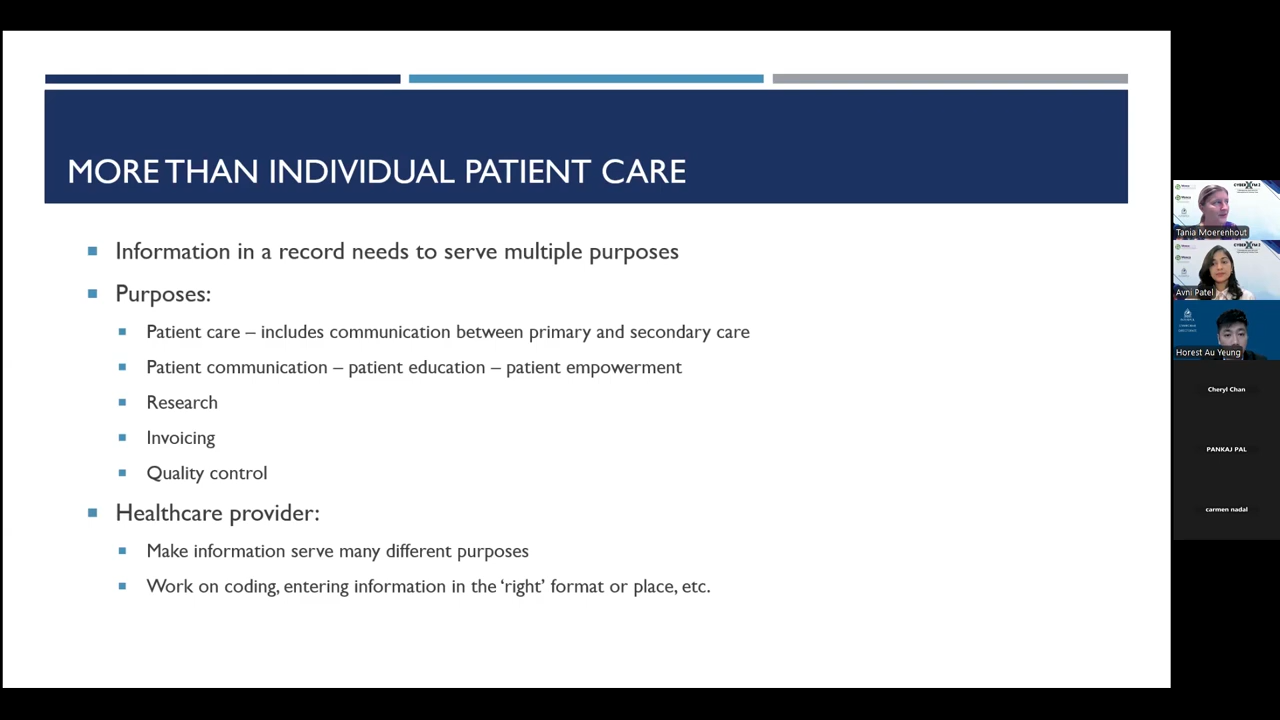 MORE THAN INDIVIDUAL PATIENT CARE
Information in a record needs to serve multiple purposes
Purposes:
Patient care – includes communication between primary and secondary care
Patient communication – patient education – patient empowerment
Research
Invoicing
Quality control
Healthcare provider:
Make information serve many different purposes
Work on coding, entering information in the ‘right’ format or place, etc.
Tania Moerenhout
Avni Patel
Horest Au Yeung
Cheryl Chan
PANKAJ PAL
carmen nadal